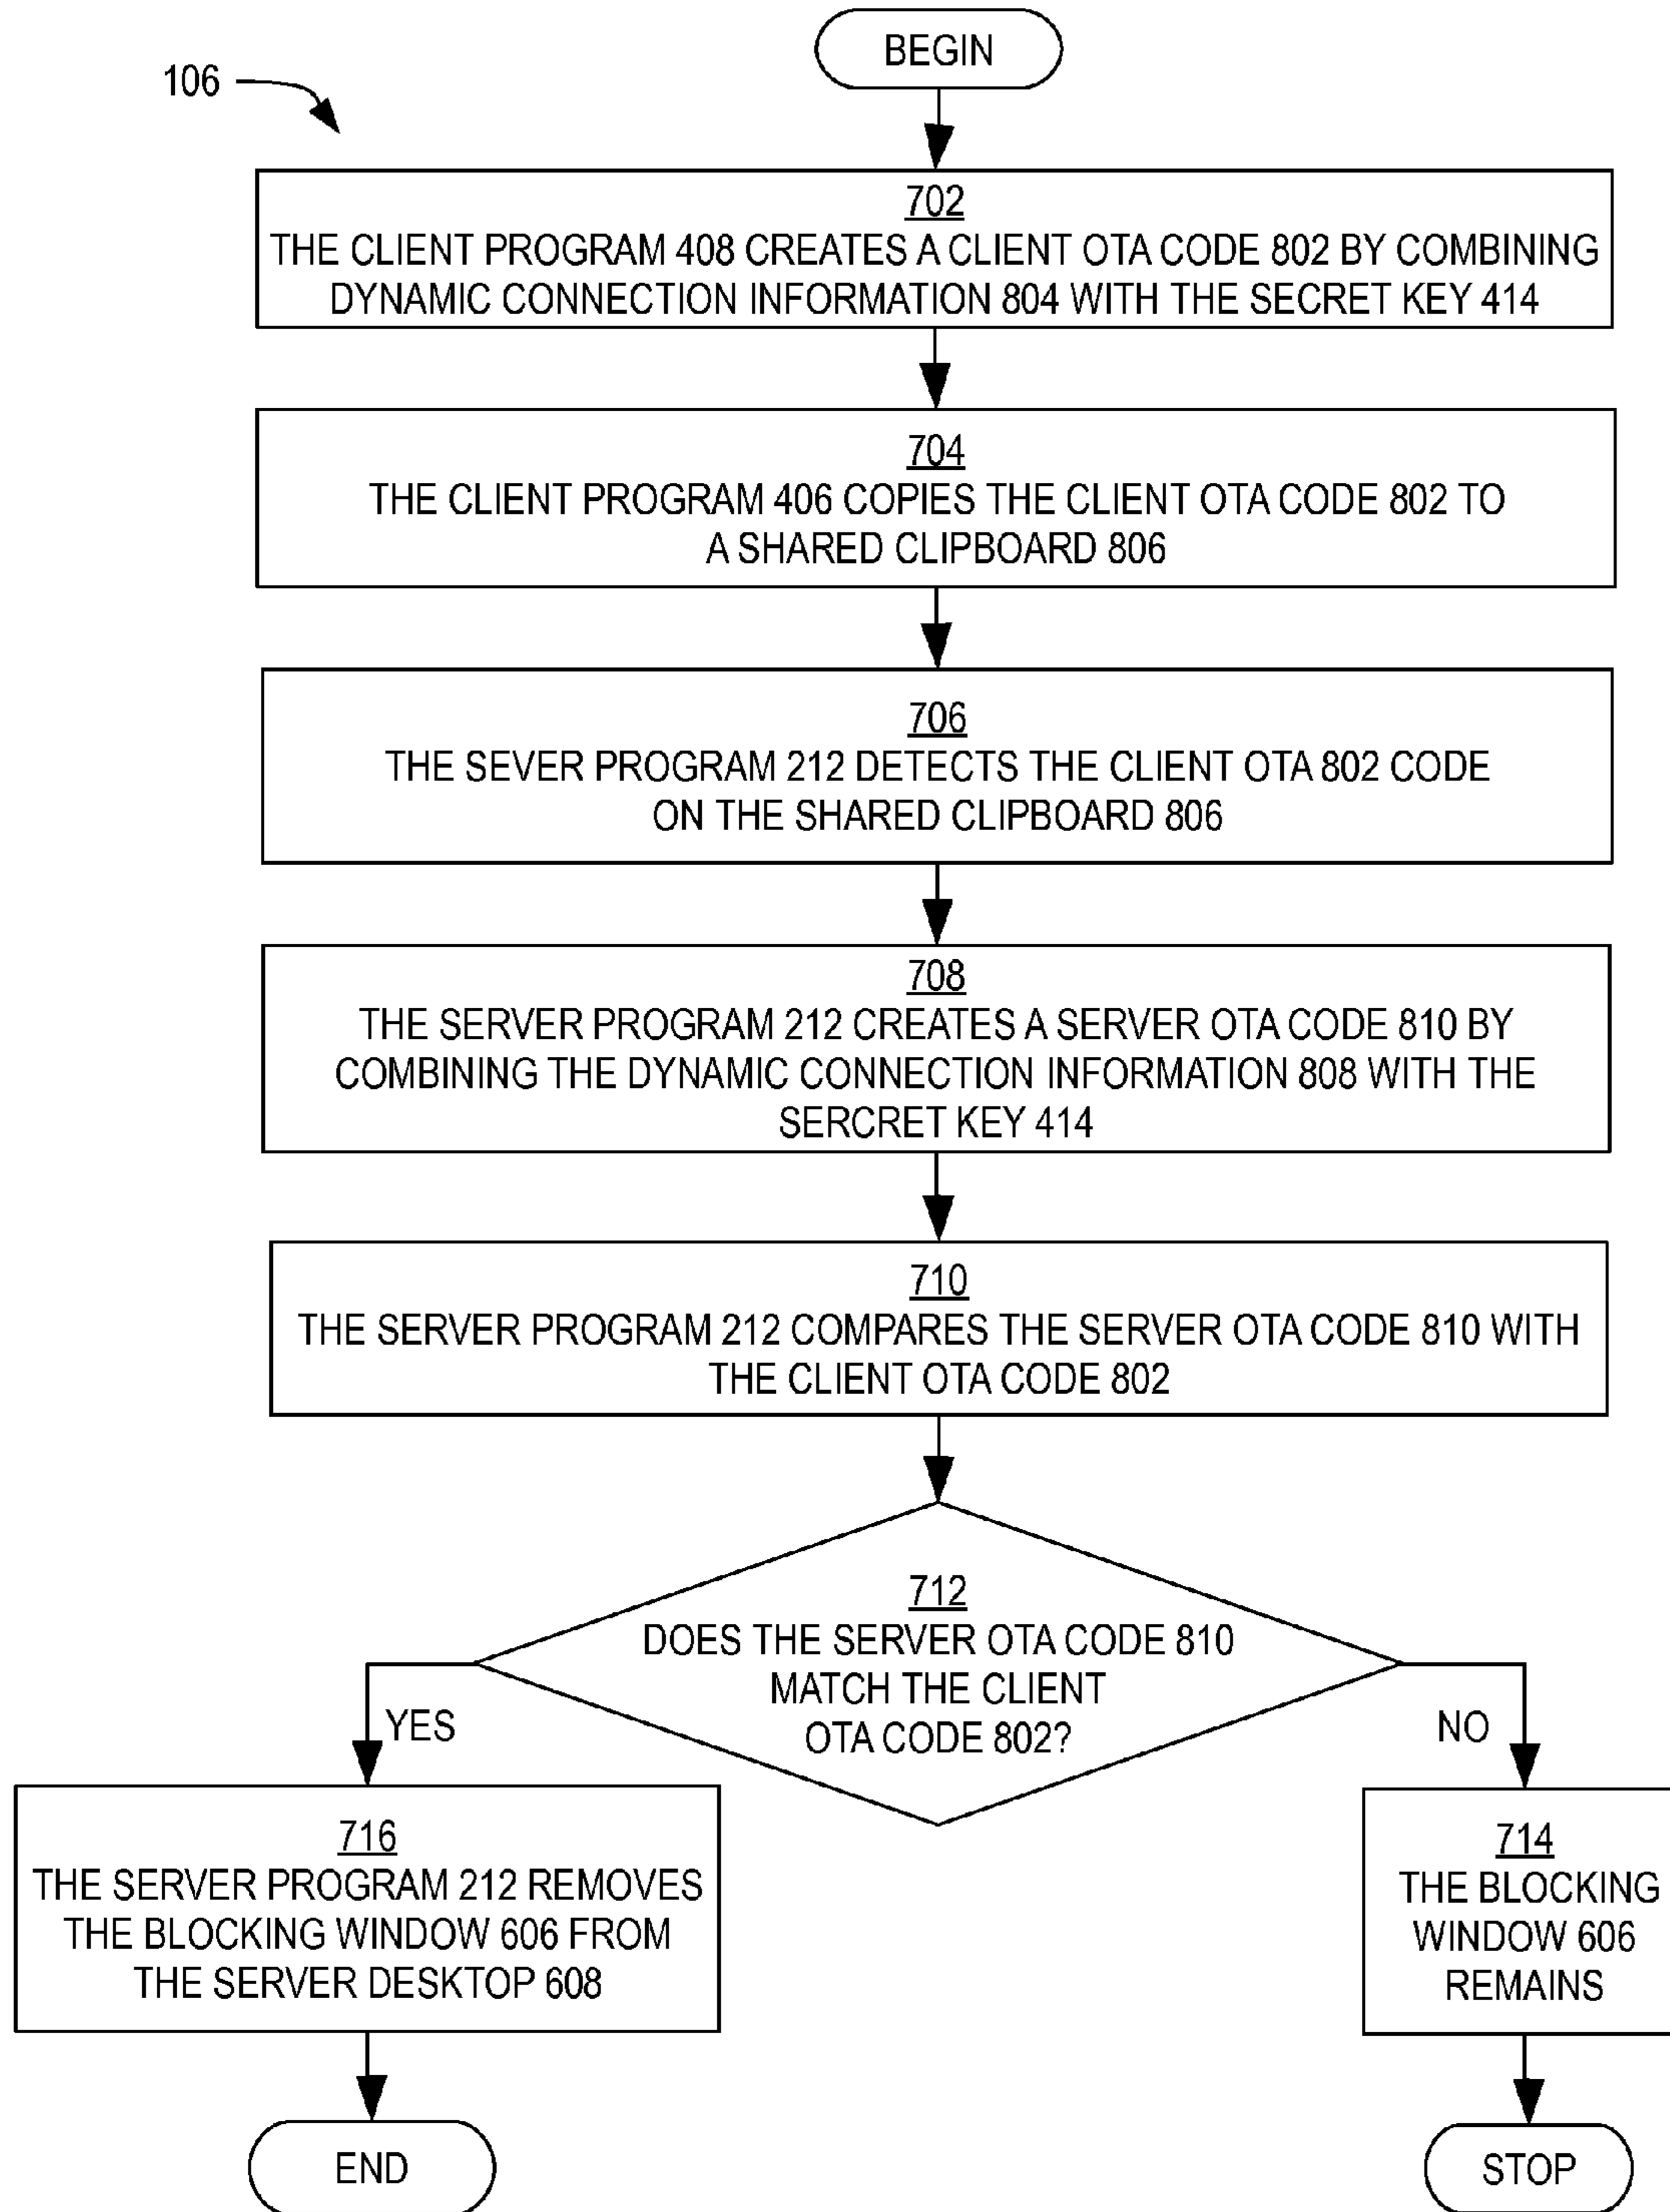 BEGIN
106
702
THE CLIENT PROGRAM 408 CREATES A CLIENT OTA CODE 802 BY COMBINING
DYNAMIC CONNECTION INFORMATION 804 WITH THE SECRET KEY 414
704
THE CLIENT PROGRAM 406 COPIES THE CLIENT OTA CODE 802 TO
A SHARED CLIPBOARD 806
706
THE SEVER PROGRAM 212 DETECTS THE CLIENT OTA 802 CODE
ON THE SHARED CLIPBOARD 806
708
THE SERVER PROGRAM 212 CREATES A SERVER OTA CODE 810 BY
COMBINING THE DYNAMIC CONNECTION INFORMATION 808 WITH THE
SERCRET KEY 414
710
THE SERVER PROGRAM 212 COMPARES THE SERVER OTA CODE 810 WITH
THE CLIENT OTA CODE 802
712
DOES THE SERVER OTA CODE 810
MATCH THE CLIENT
OTA CODE 802?
YES
NO
716
THE SERVER PROGRAM 212 REMOVES
THE BLOCKING WINDOW 606 FROM
THE SERVER DESKTOP 608
714
THE BLOCKING
WINDOW 606
REMAINS
END
STOP